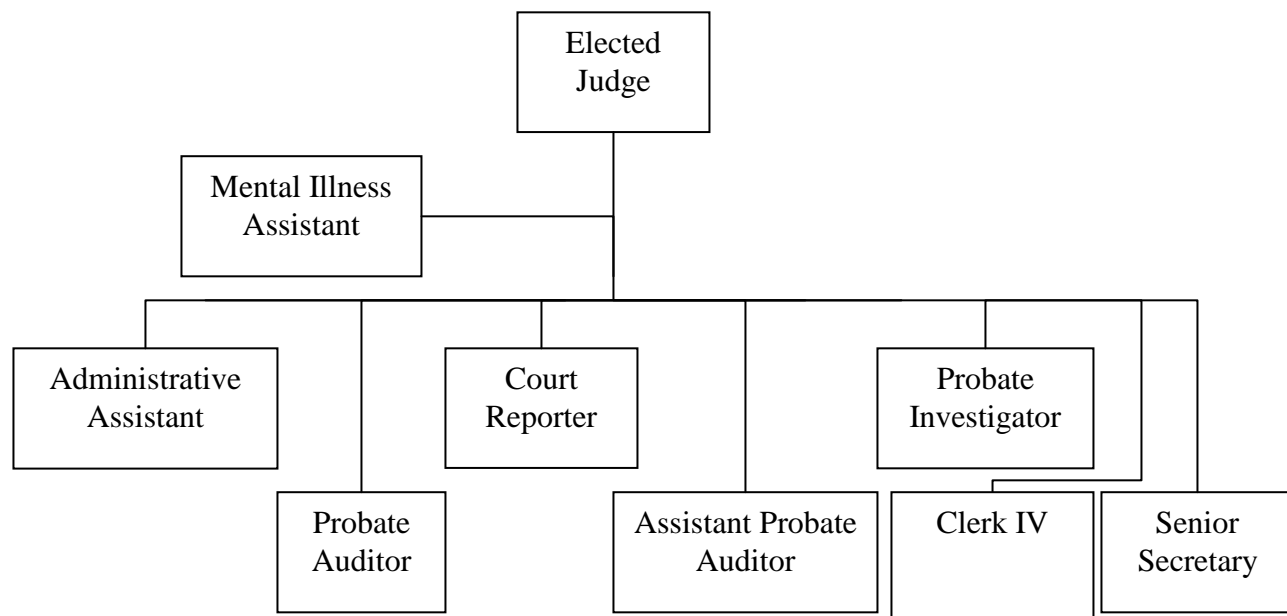 Elected
Judge
Mental Illness
Assistant
Administrative
Assistant
Court
Reporter
Probate
Investigator
Probate
Auditor
Assistant Probate
Auditor
Clerk IV
Senior
Secretary